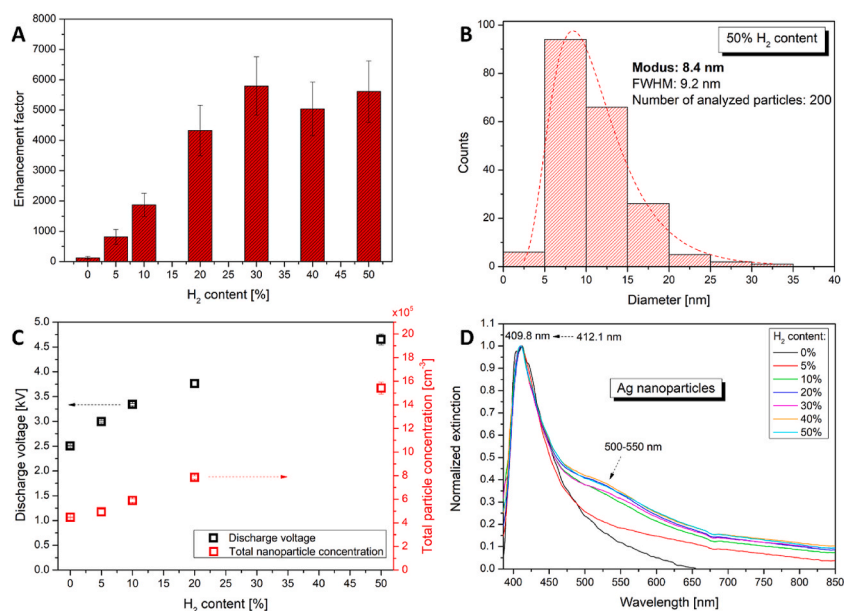 A
8000
7000
6000
5000
4000
3000
2000
1000
0
Enhancement factor
0 5 10 15 20 25 30 35 40 45 50
H₂ content [%]
B
50% H₂ content
Modus: 8.4 nm
FWHM: 9.2 nm
Number of analyzed particles: 200
100
80
60
40
20
0
Counts
0 5 10 15 20 25 30 35 40
Diameter [nm]
C
x10⁵
5.0
4.5
4.0
3.5
3.0
2.5
2.0
1.5
1.0
0.5
0.0
Discharge voltage [kV]
20
18
16
14
12
10
8
6
4
2
0
Total particle concentration [cm⁻³]
Discharge voltage
Total nanoparticle concentration
0 5 10 15 20 25 30 35 40 45 50
H₂ content [%]
D
1.1
1.0
0.9
0.8
0.7
0.6
0.5
0.4
0.3
0.2
0.1
0.0
Normalized extinction
409.8 nm 412.1 nm
Ag nanoparticles
500-550 nm
H₂ content:
0%
5%
10%
20%
30%
40%
50%
400 450 500 550 600 650 700 750 800 850
Wavelength [nm]